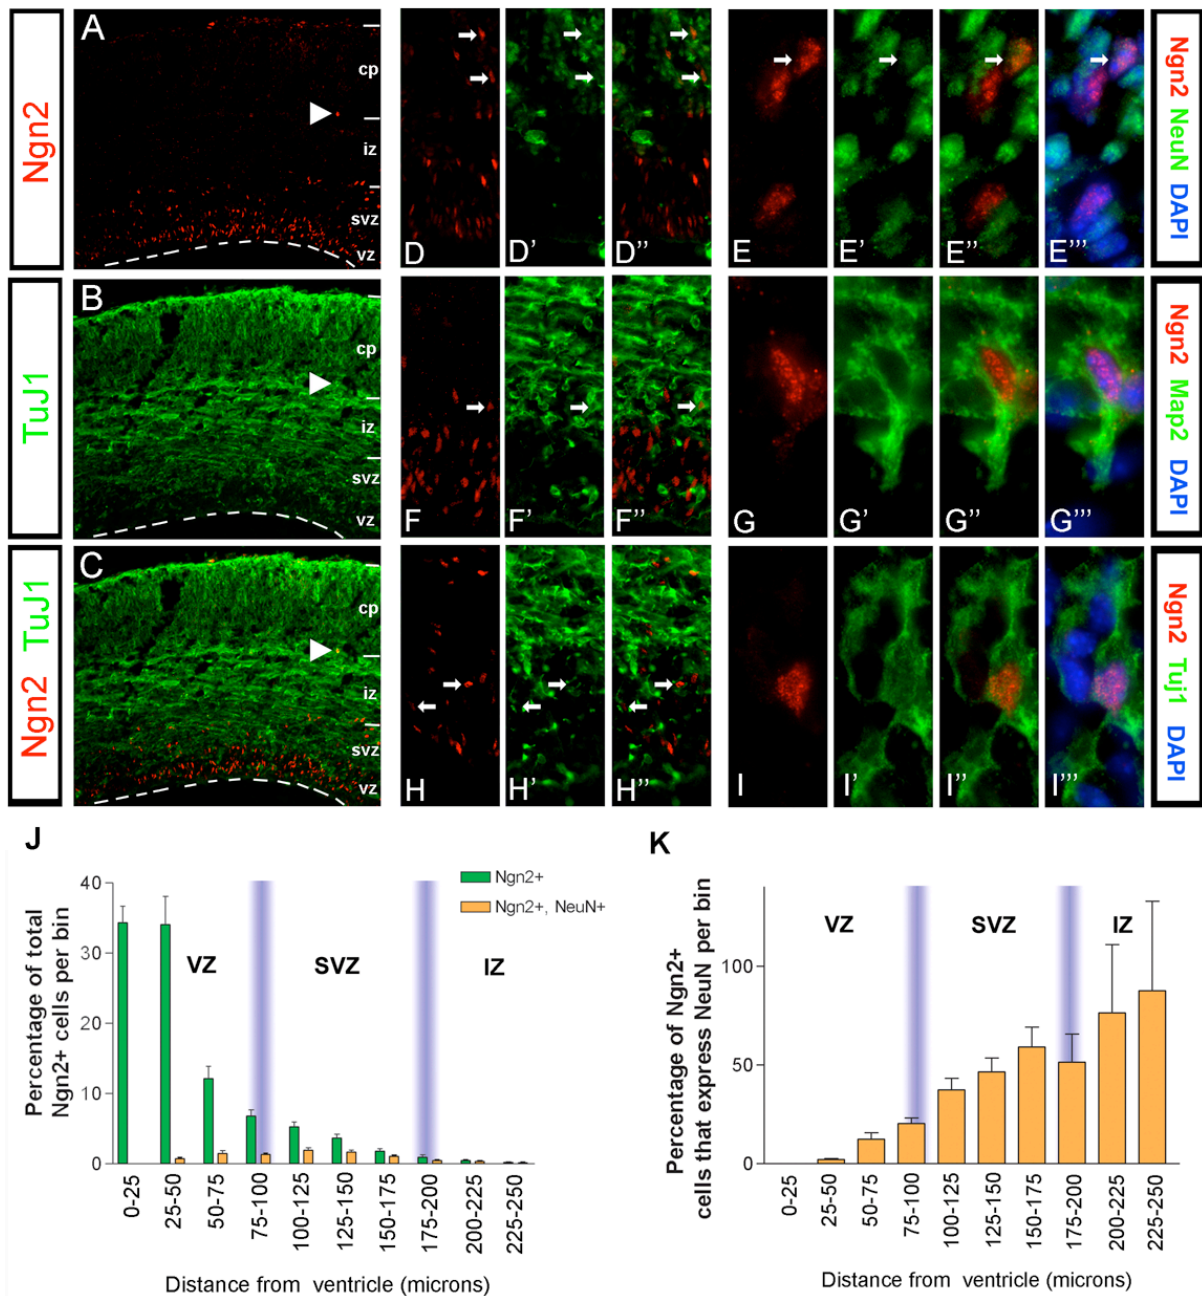 Ngn2
A
cp
iz
svz
vz
D
D'
D''
E
E'
E''
E'''
Ngn2 NeuN DAPI
TuJ1
B
cp
iz
svz
vz
F
F'
F''
G
G'
G''
G'''
Ngn2 Map2 DAPI
Ngn2 TuJ1
C
cp
iz
svz
vz
H
H'
H''
I
I'
I''
I'''
Ngn2 Tuj1 DAPI
J
Percentage of total
Ngn2+ cells per bin
40
30
20
10
0
VZ
SVZ
IZ
Ngn2+
Ngn2+, NeuN+
0-25
25-50
50-75
75-100
100-125
125-150
150-175
175-200
200-225
225-250
Distance from ventricle (microns)
K
Percentage of Ngn2+
cells that express NeuN per bin
100
50
0
VZ
SVZ
IZ
0-25
25-50
50-75
75-100
100-125
125-150
150-175
175-200
200-225
225-250
Distance from ventricle (microns)